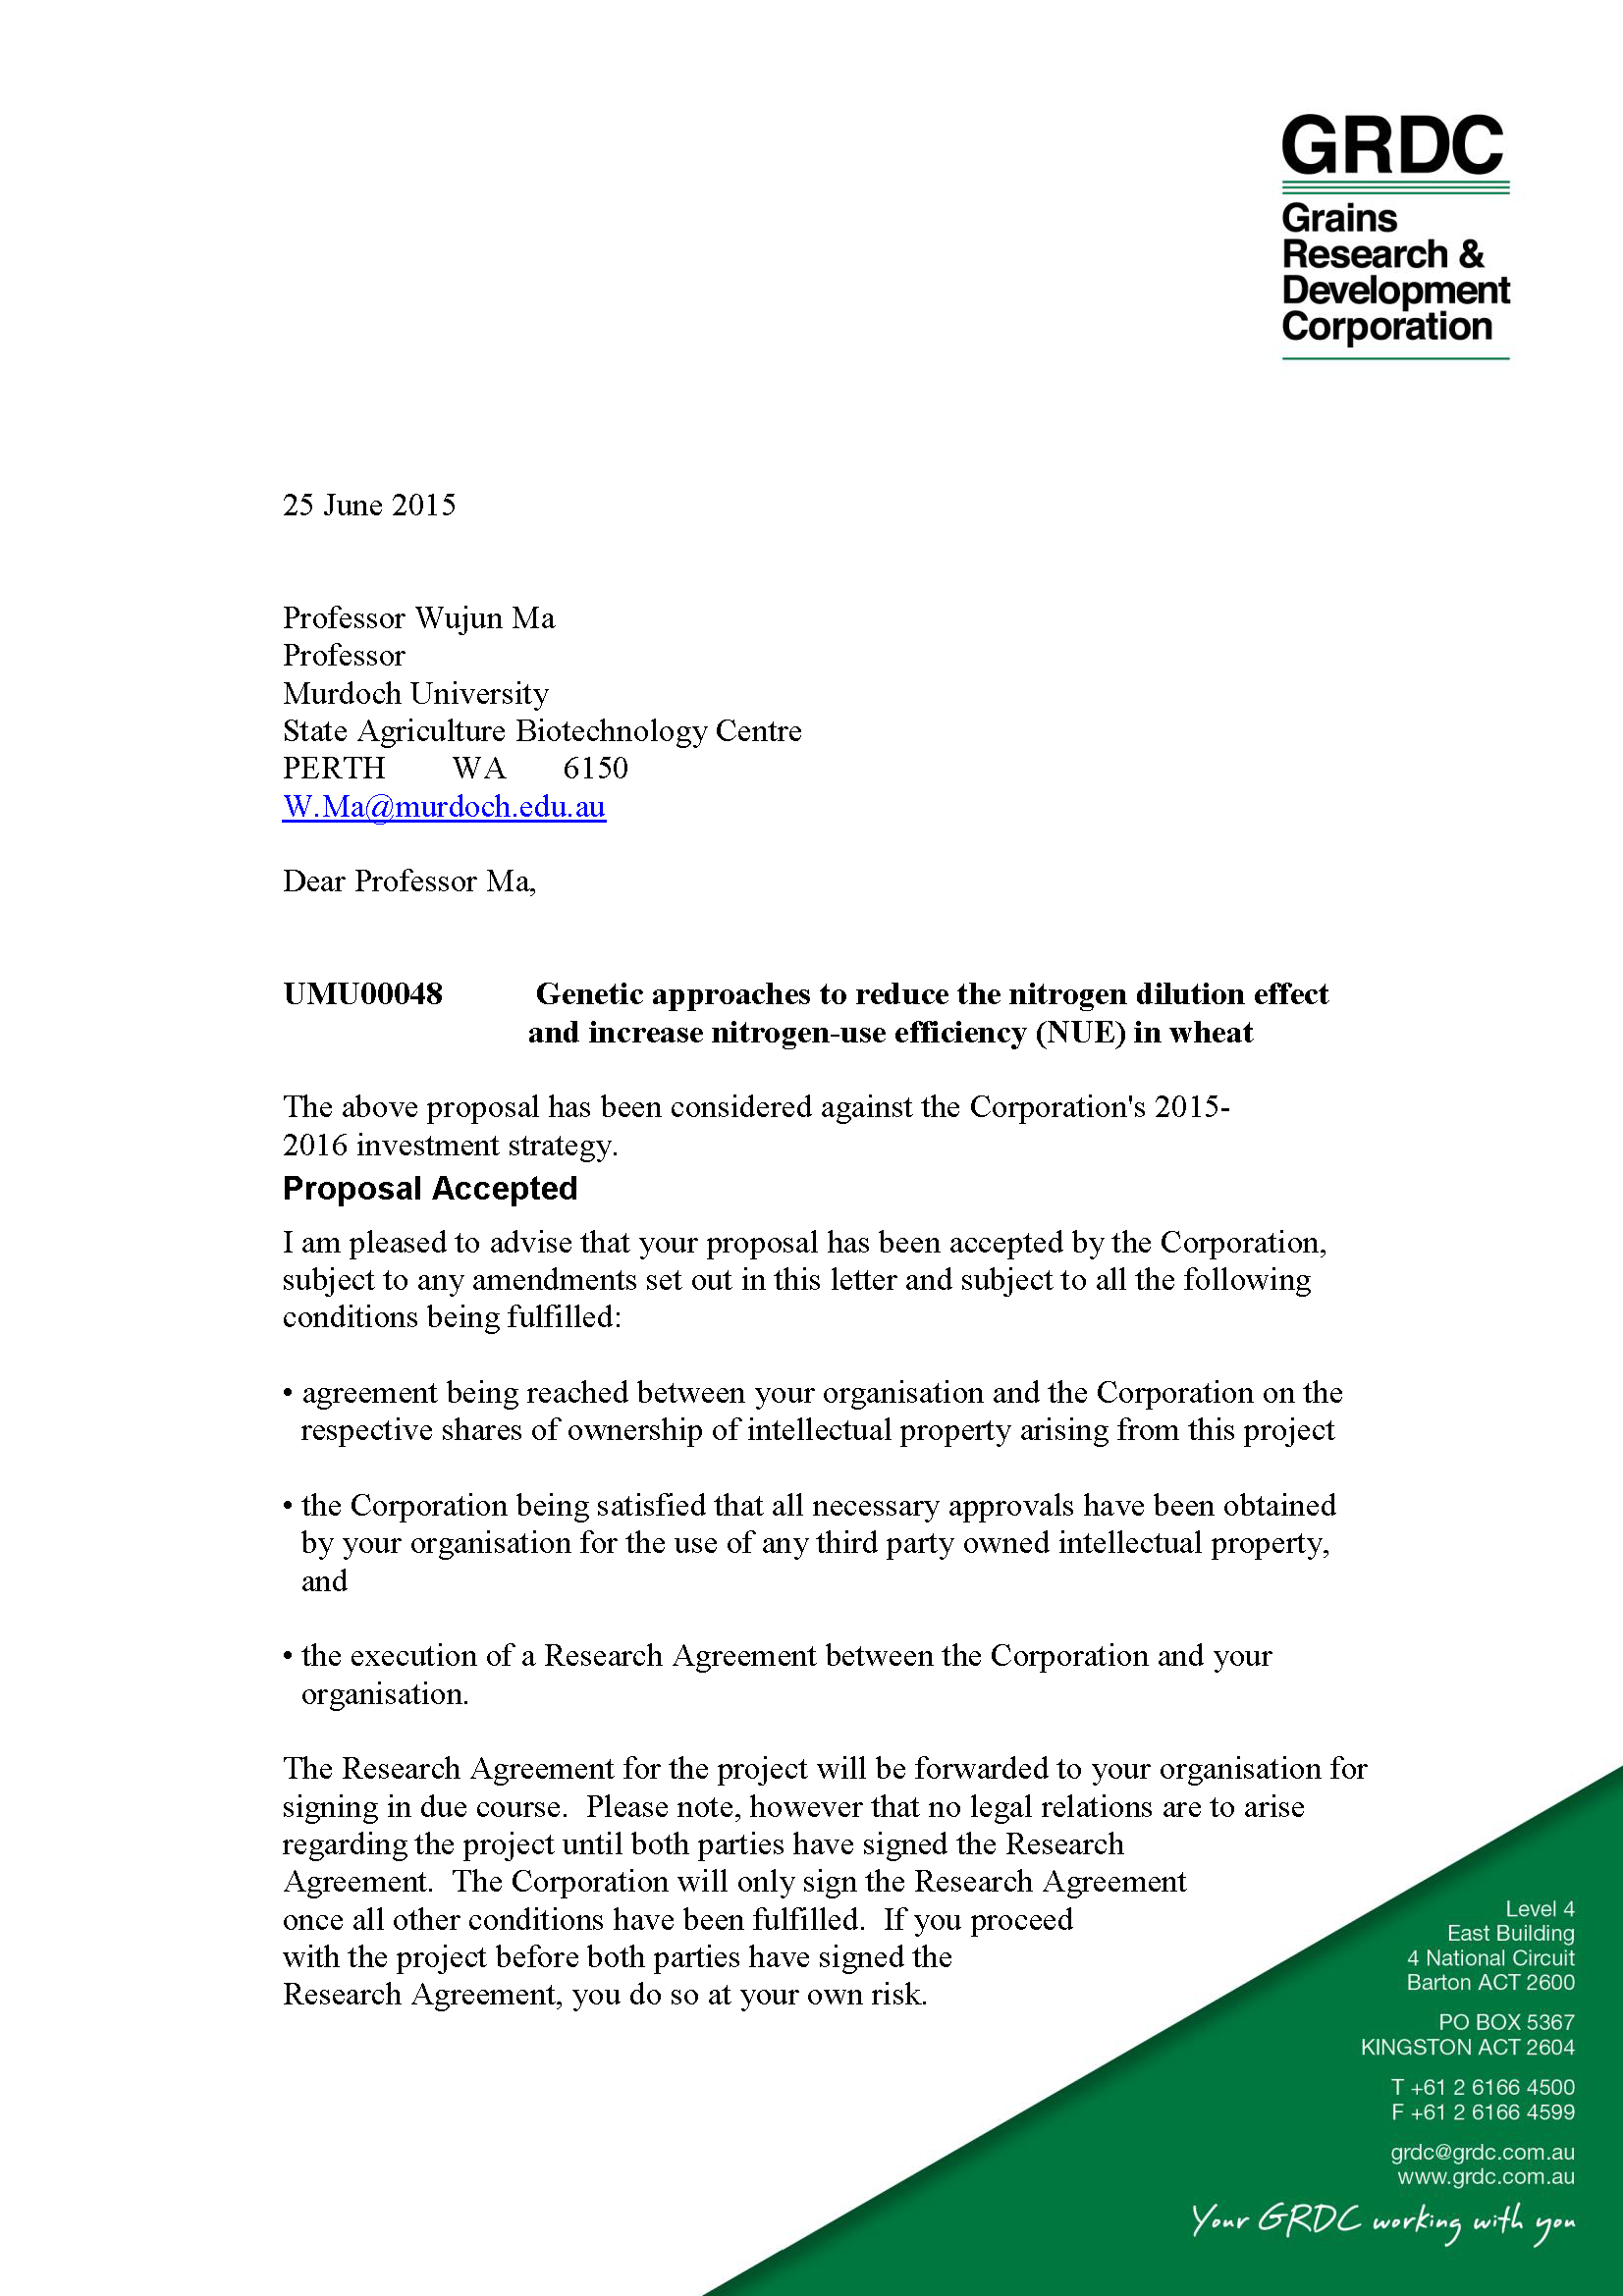 GRDC
Grains
Research &
Development
Corporation
25 June 2015
Professor Wujun Ma
Professor
Murdoch University
State Agriculture Biotechnology Centre
PERTH WA 6150
W.Ma@murdoch.edu.au
Dear Professor Ma,
UMU00048 Genetic approaches to reduce the nitrogen dilution effect
and increase nitrogen-use efficiency (NUE) in wheat
The above proposal has been considered against the Corporation's 2015-
2016 investment strategy.
Proposal Accepted
I am pleased to advise that your proposal has been accepted by the Corporation,
subject to any amendments set out in this letter and subject to all the following
conditions being fulfilled:
• agreement being reached between your organisation and the Corporation on the
respective shares of ownership of intellectual property arising from this project
• the Corporation being satisfied that all necessary approvals have been obtained
by your organisation for the use of any third party owned intellectual property,
and
• the execution of a Research Agreement between the Corporation and your
organisation.
The Research Agreement for the project will be forwarded to your organisation for
signing in due course.  Please note, however that no legal relations are to arise
regarding the project until both parties have signed the Research
Agreement.  The Corporation will only sign the Research Agreement
once all other conditions have been fulfilled.  If you proceed
with the project before both parties have signed the
Research Agreement, you do so at your own risk.
Level 4
East Building
4 National Circuit
Barton ACT 2600
PO BOX 5367
KINGSTON ACT 2604
T +61 2 6166 4500
F +61 2 6166 4599
grdc@grdc.com.au
www.grdc.com.au
Your GRDC working with you